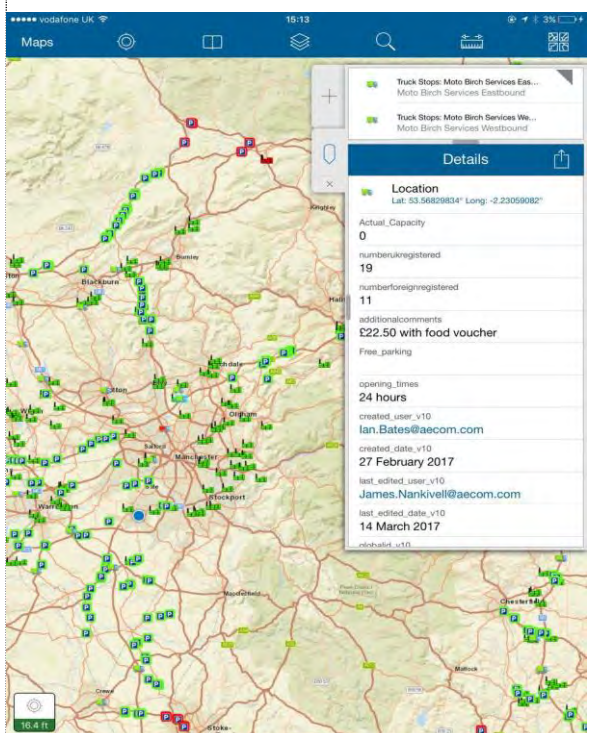 vodafone UK
15:13
3%
Maps
Truck Stops: Moto Birch Services Eas...
Moto Birch Services Eastbound
Truck Stops: Moto Birch Services We...
Moto Birch Services Westbound
Details
Location
Lat: 53.56829834° Long: -2.23059082°
Actual_Capacity
0
numberukregistered
19
numberforeignregistered
11
additionalcomments
£22.50 with food voucher
Free_parking
opening_times
24 hours
created_user_v10
Ian.Bates@aecom.com
created_date_v10
27 February 2017
last_edited_user_v10
James.Nankivell@aecom.com
last_edited_date_v10
14 March 2017
globalid_v10
Keighley
Burnley
Blackburn
Oldham
Salford
Manchester
Stockport
Macclesfield
Matlock
Crewe
Stoke-
16.4 ft